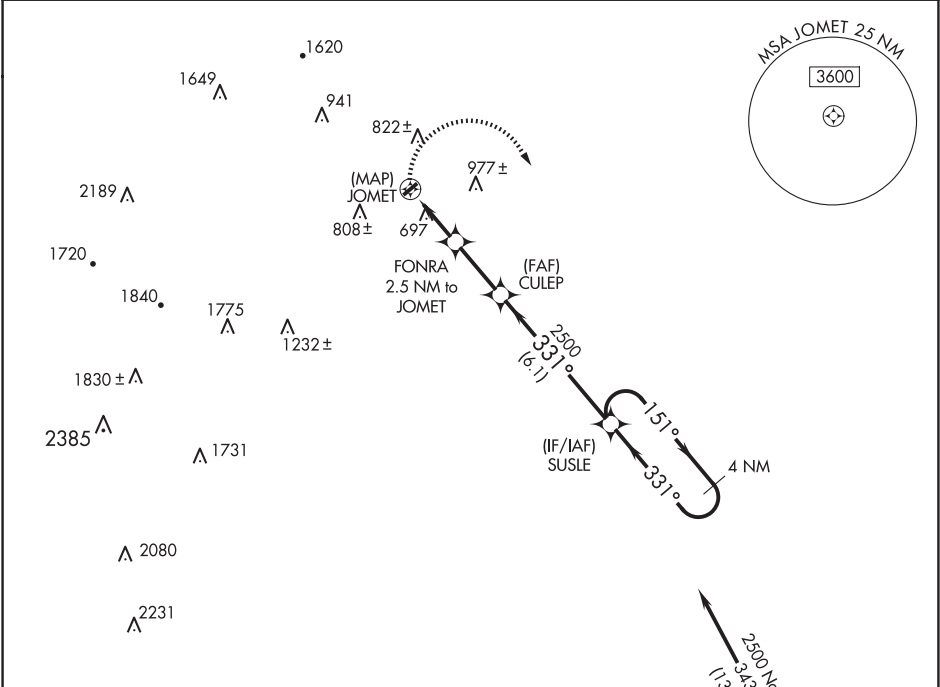 1620
MSA JOMET 25 NM
3600
1649
941
822±
977±
(MAP)
JOMET
2189
808±
697
1720
FONRA
2.5 NM to
JOMET
(FAF)
CULEP
1840
1775
1232±
2500
331°
(6.1)
1830±
2385
151°
(IF/IAF)
SUSLE
1731
331°
4 NM
2080
2231
2500
343
(13